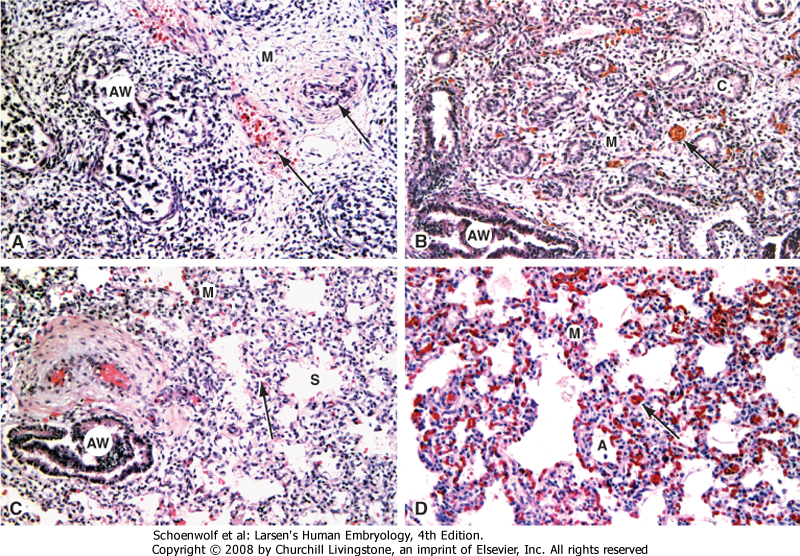 M
AW
A
C
M
B
AW
M
S
AW
C
M
A
D
Schoenwolf et al: Larsen's Human Embryology, 4th Edition.
Copyright © 2008 by Churchill Livingstone, an imprint of Elsevier, Inc. All rights reserved